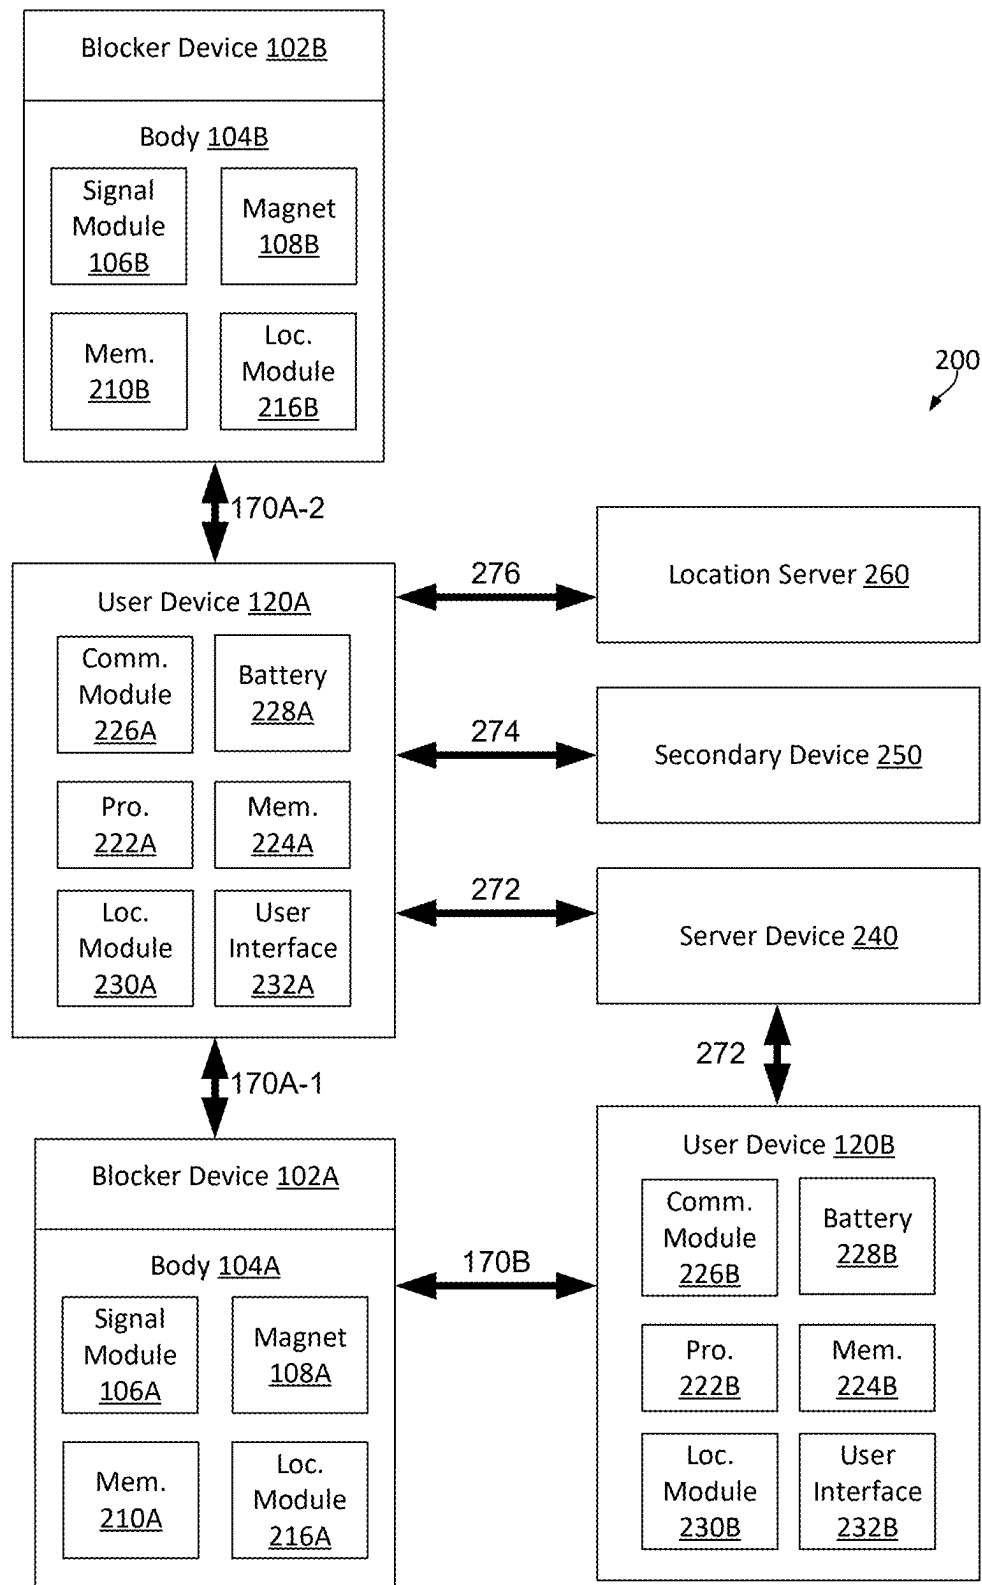 Blocker Device 102B
Body 104B
Signal
Module
106B
Magnet
108B
Mem.
210B
Loc.
Module
216B
200
170A-2
User Device 120A
Comm.
Module
226A
Battery
228A
Pro.
222A
Mem.
224A
Loc.
Module
230A
User
Interface
232A
276
Location Server 260
274
Secondary Device 250
272
Server Device 240
272
170A-1
Blocker Device 102A
Body 104A
Signal
Module
106A
Magnet
108A
Mem.
210A
Loc.
Module
216A
170B
User Device 120B
Comm.
Module
226B
Battery
228B
Pro.
222B
Mem.
224B
Loc.
Module
230B
User
Interface
232B